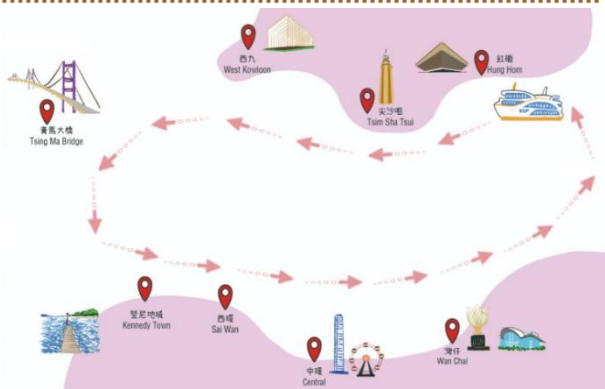 西九
West Kowloon
紅磡
Hung Hom
尖沙咀
Tsim Sha Tsui
青馬大橋
Tsing Ma Bridge
堅尼地城
Kennedy Town
西環
Sai Wan
中環
Central
灣仔
Wan Chai